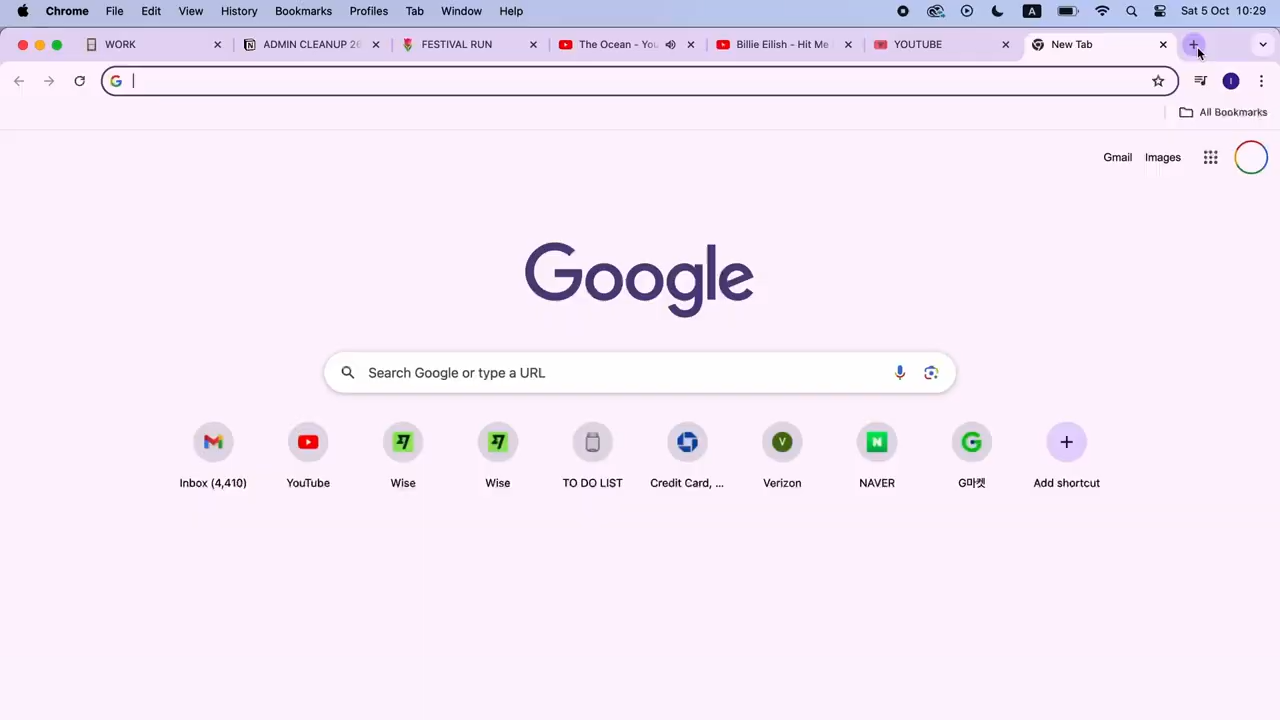 Chrome File Edit View History Bookmarks Profiles Tab Window Help A Sat 5 Oct 10:29
WORK ADMIN CLEANUP 26 FESTIVAL RUN The Ocean - You Billie Eilish - Hit Me YOUTUBE New Tab
All Bookmarks
Gmail Images
Google
Search Google or type a URL
Inbox (4,410) YouTube Wise Wise TO DO LIST Credit Card, ... Verizon NAVER G마켓 Add shortcut